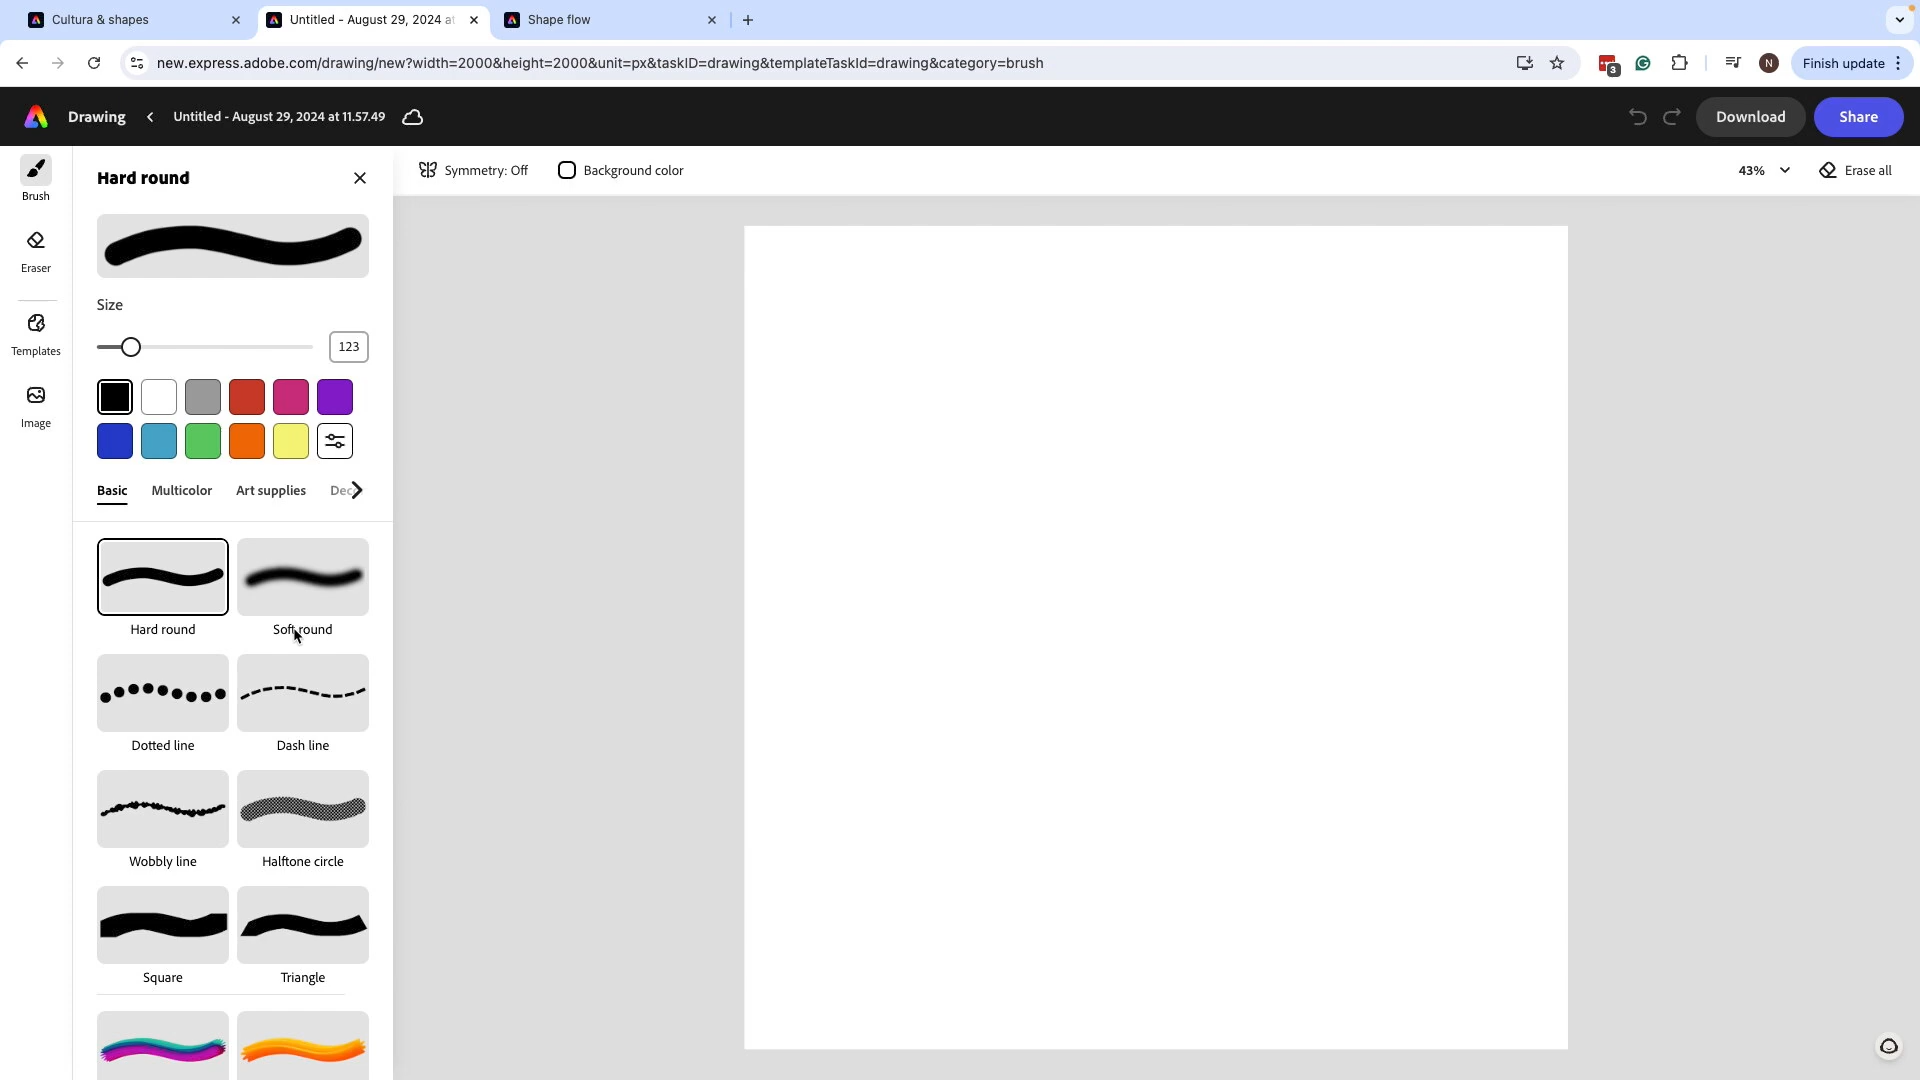 Cultura & shapes
Untitled - August 29, 2024 at
Shape flow
new.express.adobe.com/drawing/new?width=2000&height=2000&unit=px&taskID=drawing&templateTaskId=drawing&category=brush
3
N
Finish update
Drawing
Untitled - August 29, 2024 at 11.57.49
Download
Share
Brush
Eraser
Templates
Image
Hard round
Symmetry: Off
Background color
43%
Erase all
Size
123
Basic
Multicolor
Art supplies
Dec
Hard round
Soft round
Dotted line
Dash line
Wobbly line
Halftone circle
Square
Triangle